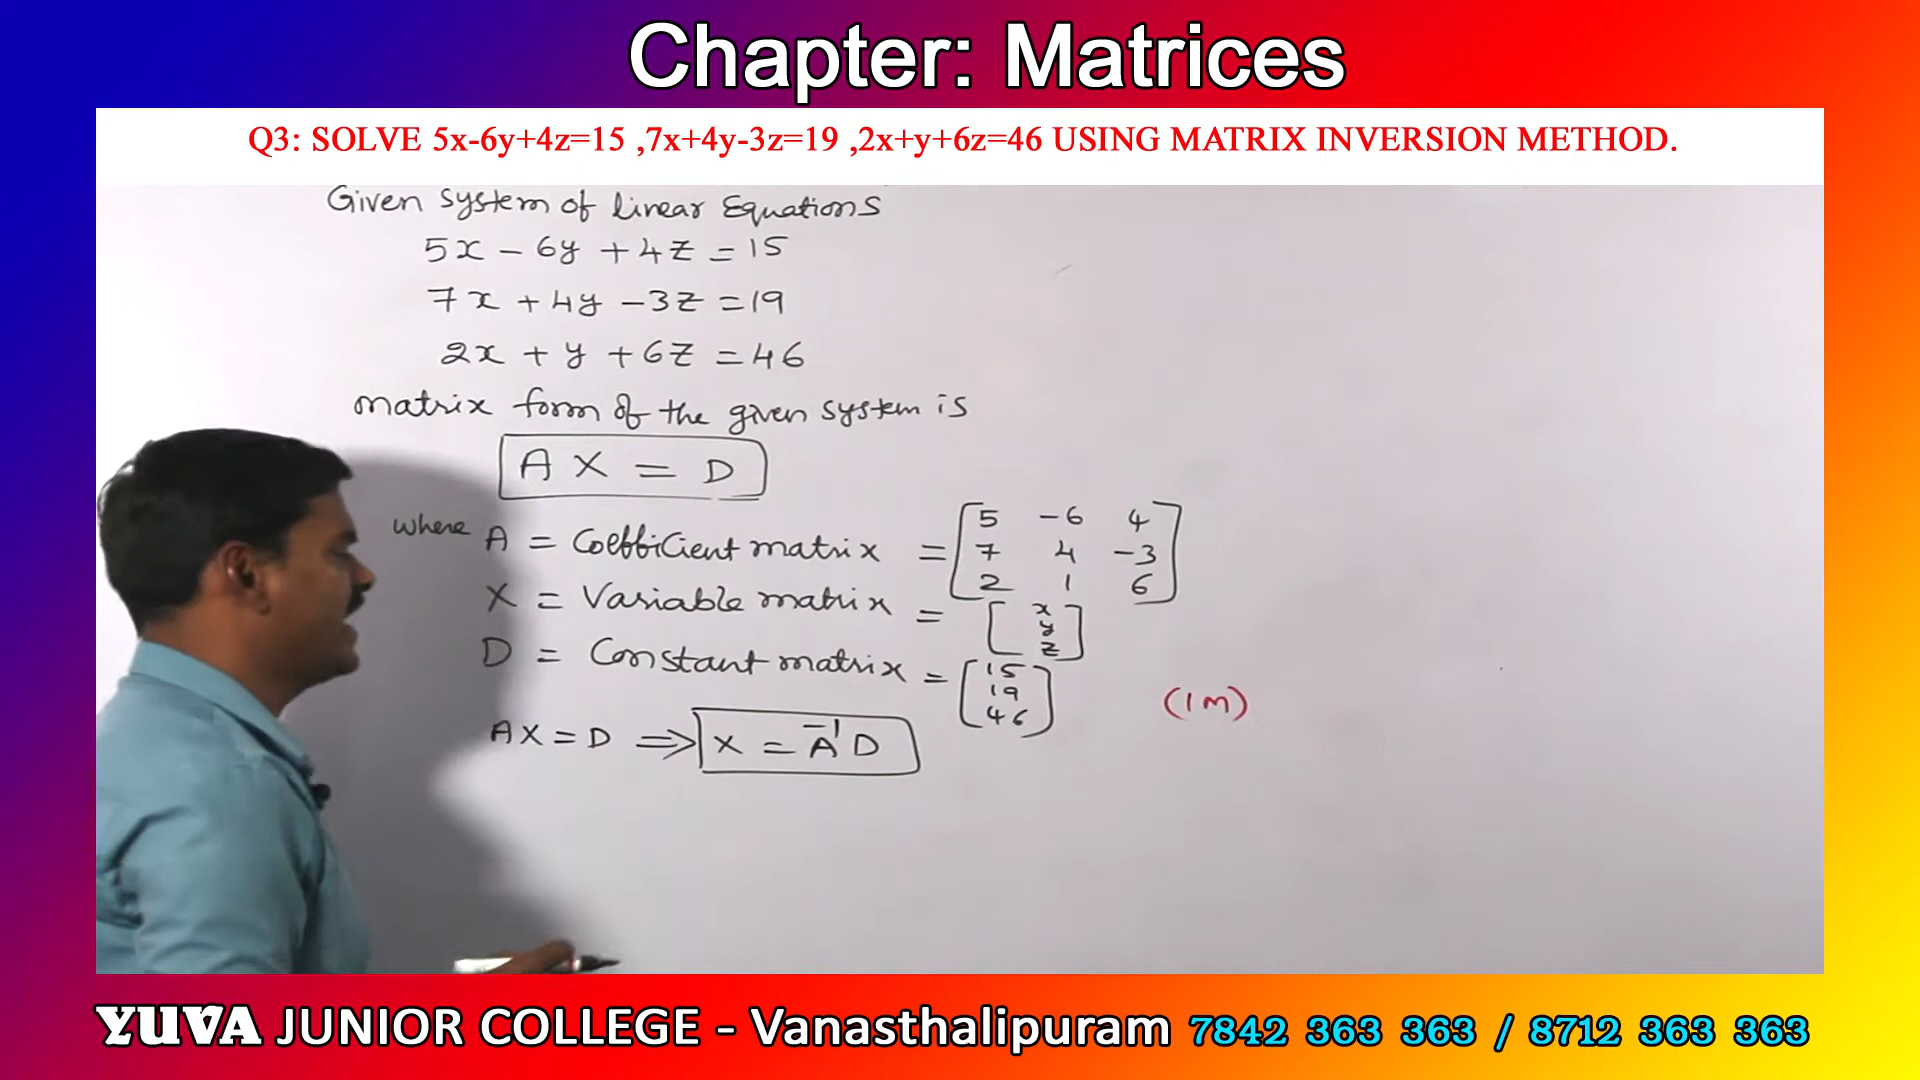 Chapter: Matrices
Q3: SOLVE 5x-6y+4z=15 ,7x+4y-3z=19 ,2x+y+6z=46 USING MATRIX INVERSION METHOD.
Given system of linear Equations
5x - 6y + 4z = 15
7x + 4y - 3z = 19
2x + y + 6z = 46
matrix form of the given system is
AX = D
where A = Coefficient matrix = [5 -6 4
7 4 -3
2 1 6]
X = Variable matrix = [x
y
z]
D = Constant matrix = [15
19
46]
(1M)
AX = D ⇒ X = A⁻¹D
YUVA JUNIOR COLLEGE - Vanasthalipuram 7842 363 363 / 8712 363 363